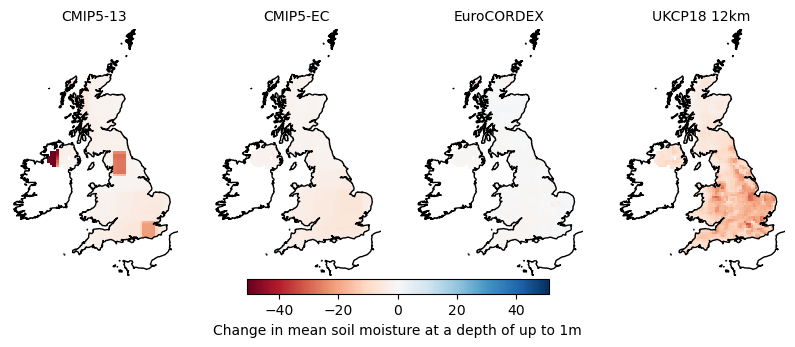 CMIP5-13 CMIP5-EC EuroCORDEX UKCP18 12km
−40 −20 0 20 40
Change in mean soil moisture at a depth of up to 1m